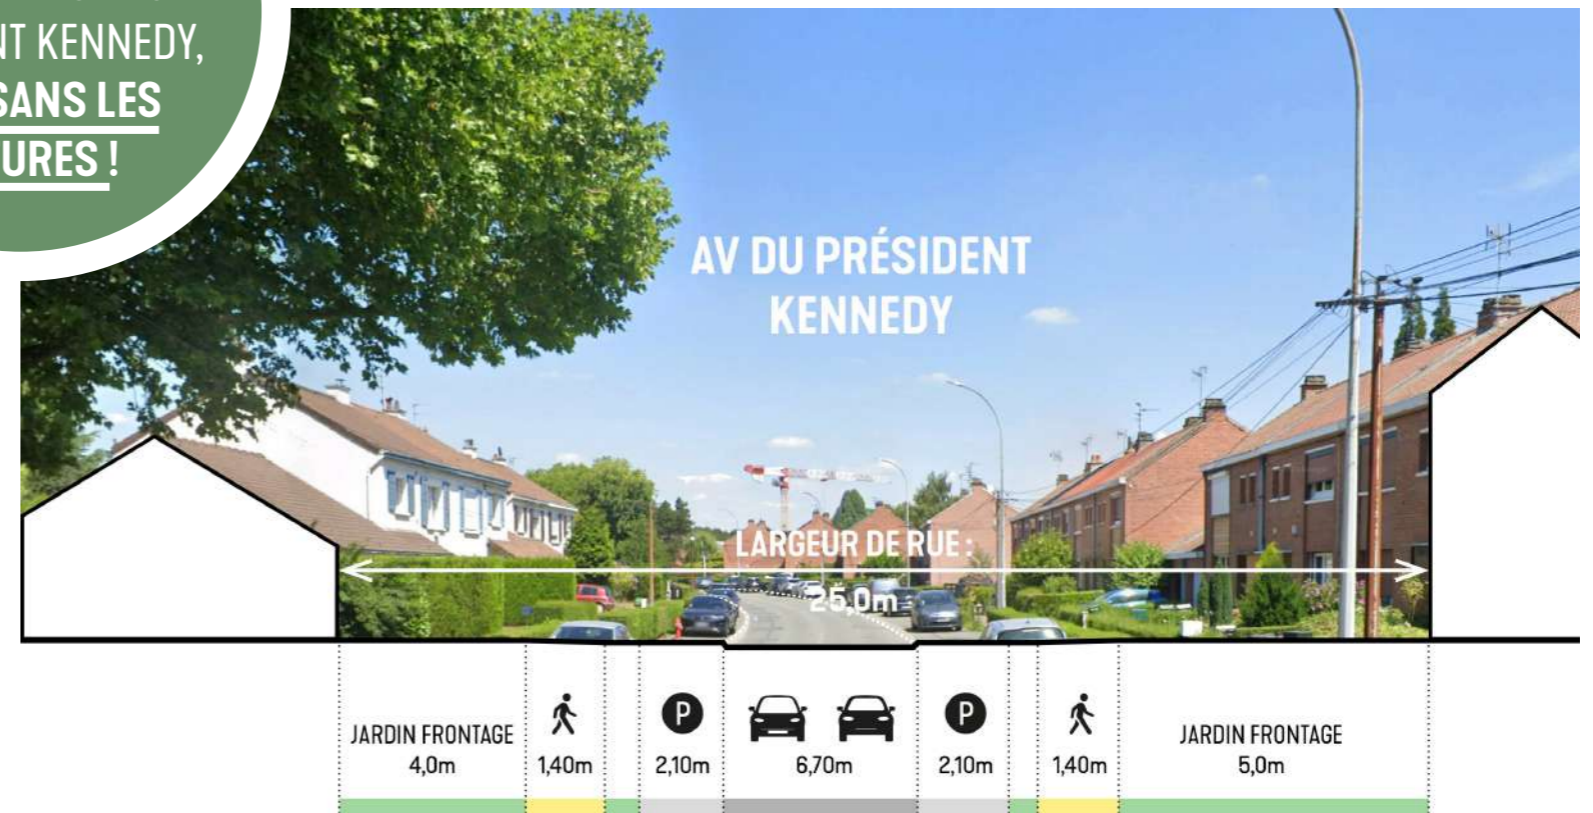 NT KENNEDY,
SANS LES
URES !
AV DU PRÉSIDENT
KENNEDY
LARGEUR DE RUE :
25,0m
JARDIN FRONTAGE
4,0m
1,40m
P
2,10m
6,70m
P
2,10m
1,40m
JARDIN FRONTAGE
5,0m